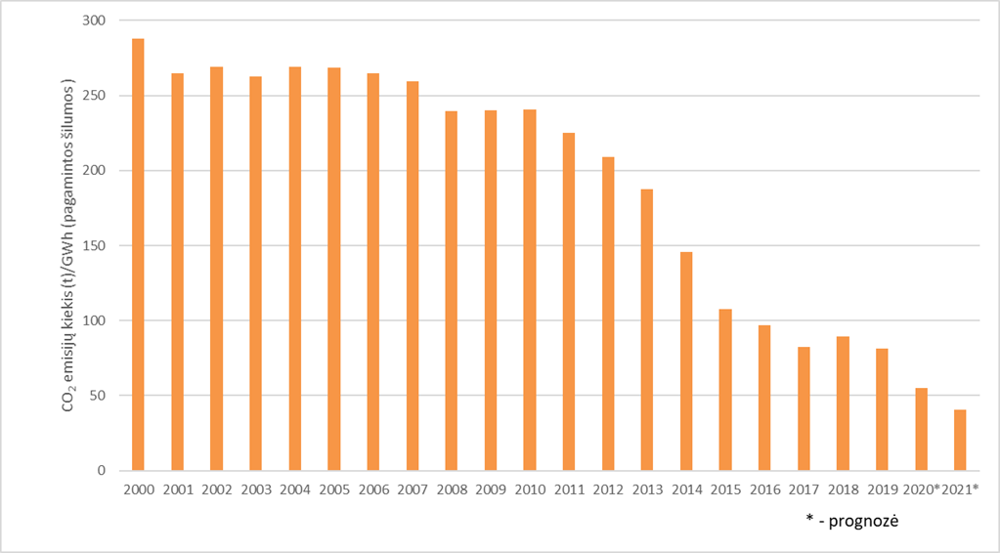 300
250
200
150
100
50
0
CO₂ emisijų kiekis (t)/GWh (pagamintos šilumos )
2000 2001 2002 2003 2004 2005 2006 2007 2008 2009 2010 2011 2012 2013 2014 2015 2016 2017 2018 2019 2020* 2021*
* - prognozė